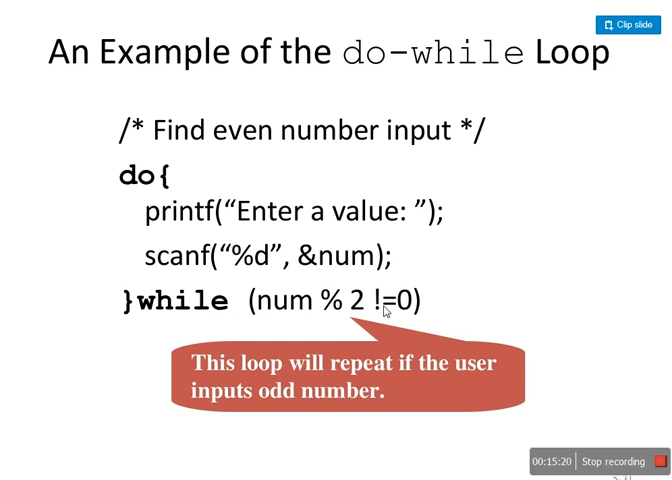 Clip slide
An Example of the do-while Loop
/* Find even number input */
do{
printf(“Enter a value: ”);
scanf(“%d”, &num);
}while (num % 2 !=0)
This loop will repeat if the user
inputs odd number.
00:15:20 Stop recording